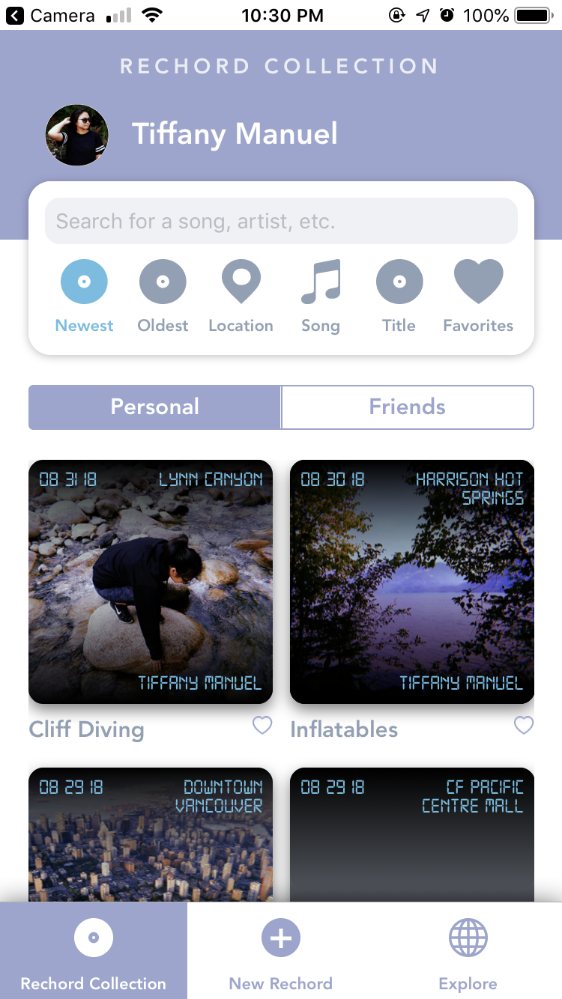 Camera 10:30 PM 100%
RECHORD COLLECTION
Tiffany Manuel
Search for a song, artist, etc.
Newest Oldest Location Song Title Favorites
Personal Friends
08 31 18 LYNN CANYON
TIFFANY MANUEL
Cliff Diving
08 30 18 HARRISON HOT
SPRINGS
TIFFANY MANUEL
Inflatables
08 29 18 DOWNTOWN
VANCOUVER
08 29 18 CF PACIFIC
CENTRE MALL
Rechord Collection New Rechord Explore